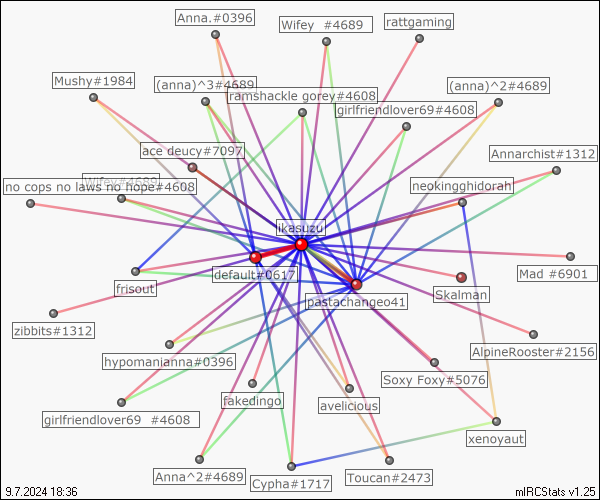 Anna.#0396
Wifey  #4689
rattgaming
Mushy#1984
(anna)^3#4689
ramshackle gorey#4608
(anna)^2#4689
girlfriendlover69#4608
ace deucy#7097
Annarchist#1312
Wifey#4689
no cops no laws no hope#4608
neokingghidorah
ikasuzu
default#0617
frisout
Mad #6901
pastachangeo41
Skalman
zibbits#1312
hypomanianna#0396
AlpineRooster#2156
Soxy Foxy#5076
fakedingo
avelicious
girlfriendlover69  #4608
xenoyaut
Anna^2#4689
Cypha#1717
Toucan#2473
9.7.2024 18:36
mIRCStats v1.25